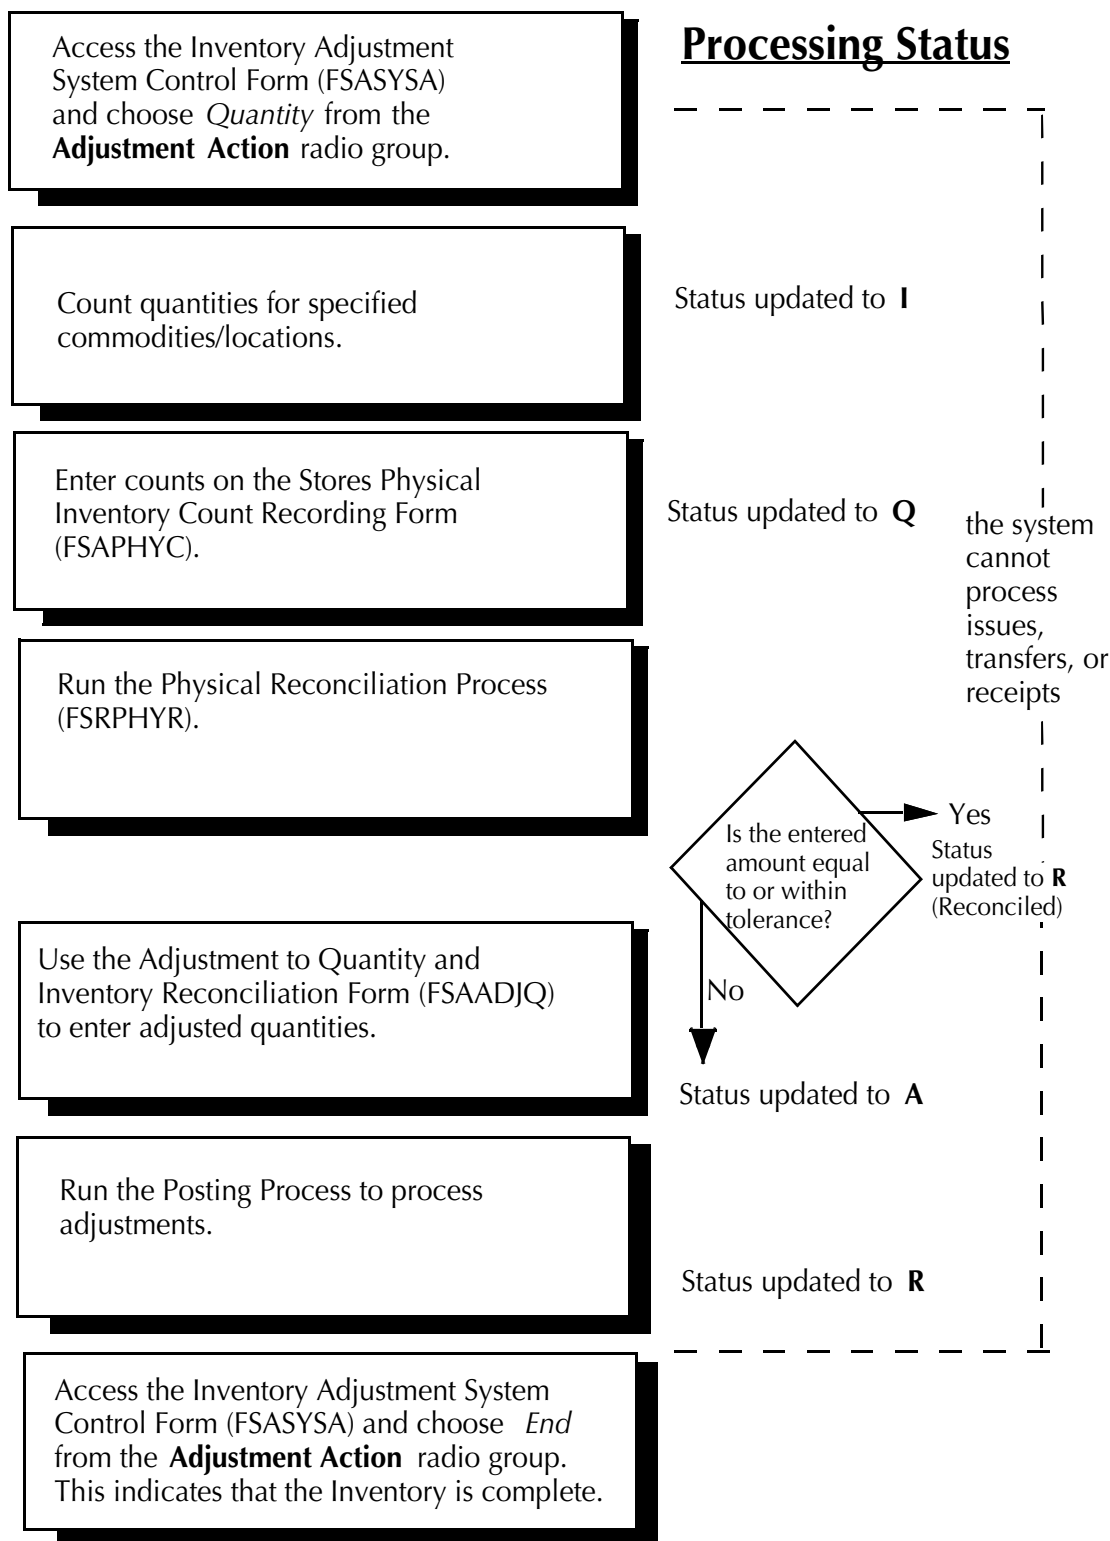 Access the Inventory Adjustment
System Control Form (FSASYSA)
and choose Quantity from the
Adjustment Action radio group.
Processing Status
Count quantities for specified
commodities/locations.
Status updated to I
Enter counts on the Stores Physical
Inventory Count Recording Form
(FSAPHYC).
Status updated to Q
the system
cannot
process
issues,
transfers, or
receipts
Run the Physical Reconciliation Process
(FSRPHYR).
Is the entered
amount equal
to or within
tolerance?
Yes
Status
updated to R
(Reconciled)
No
Use the Adjustment to Quantity and
Inventory Reconciliation Form (FSAADJQ)
to enter adjusted quantities.
Status updated to A
Run the Posting Process to process
adjustments.
Status updated to R
Access the Inventory Adjustment System
Control Form (FSASYSA) and choose End
from the Adjustment Action radio group.
This indicates that the Inventory is complete.